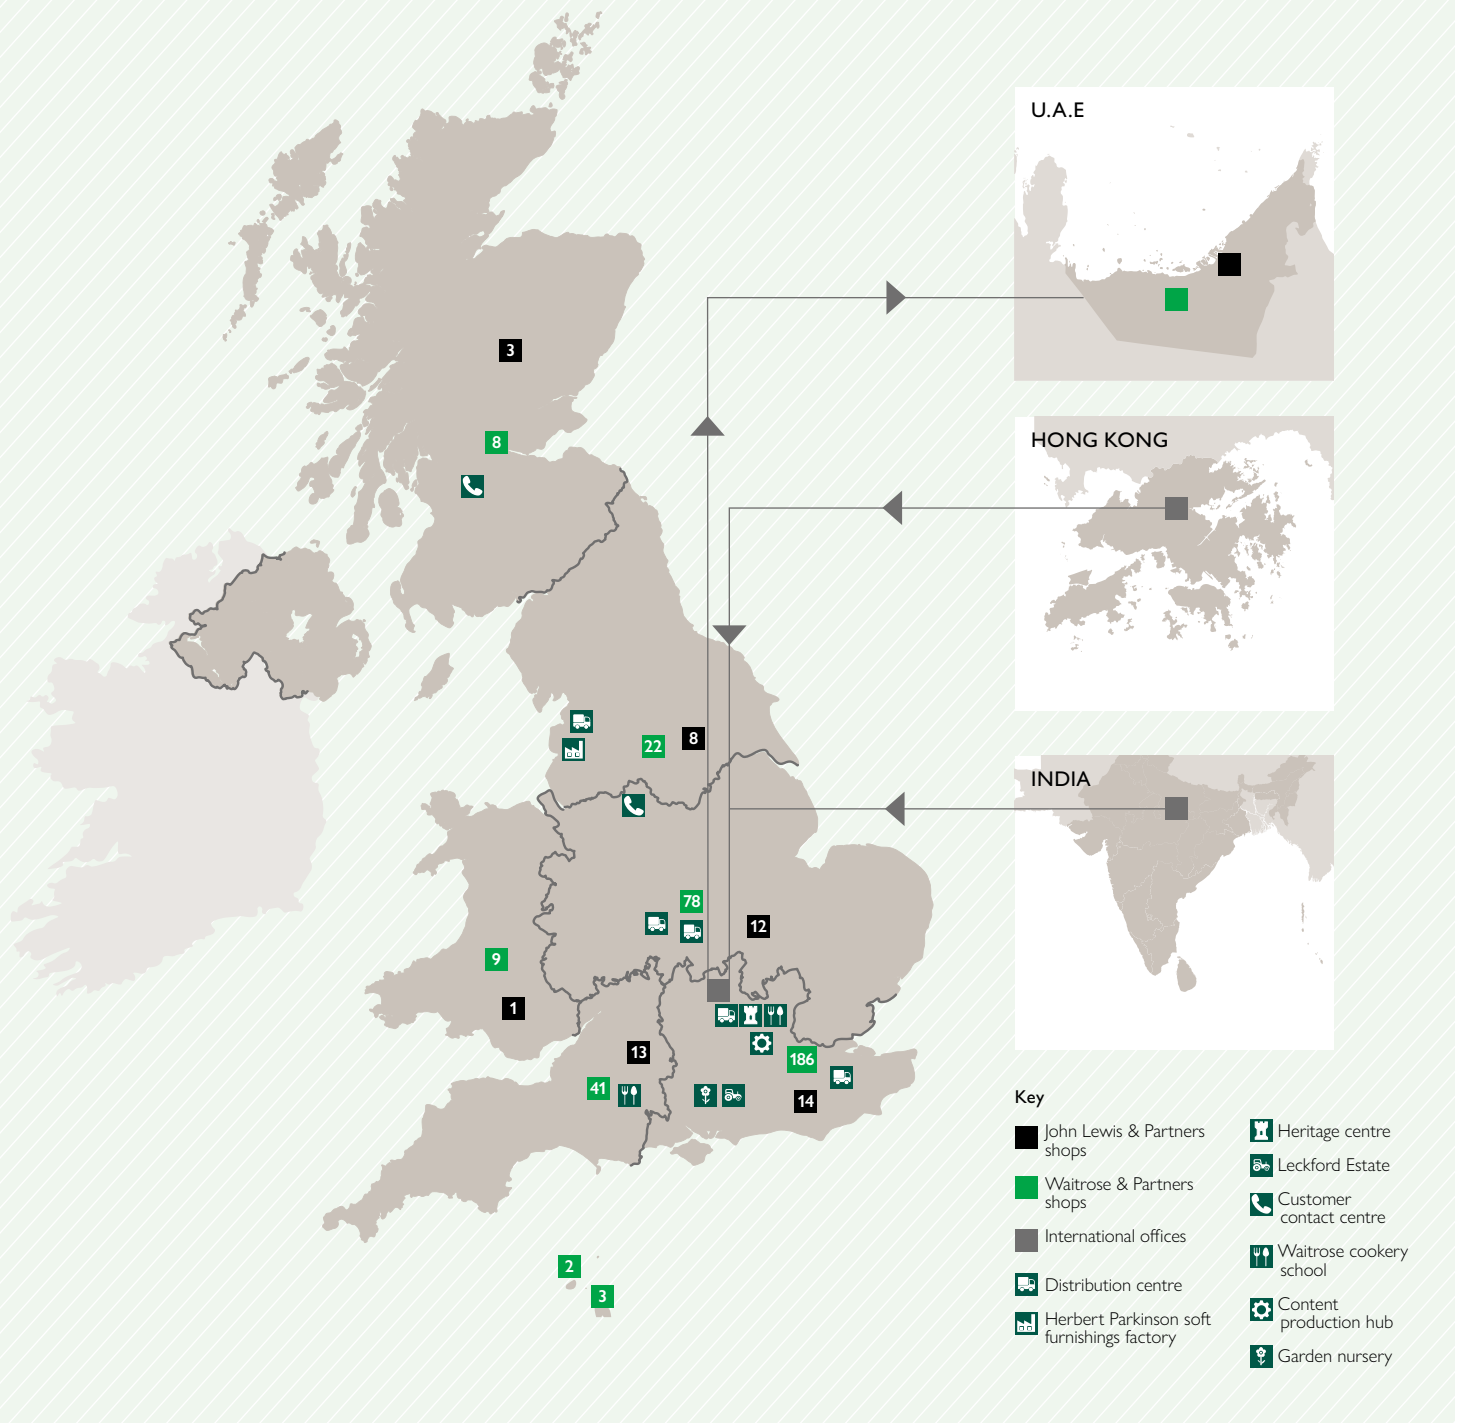 U.A.E
HONG KONG
INDIA
3
8
22
8
78
12
9
1
13
41
186
14
2
3
Key
John Lewis & Partners
shops
Waitrose & Partners
shops
International offices
Distribution centre
Herbert Parkinson soft
furnishings factory
Heritage centre
Leckford Estate
Customer
contact centre
Waitrose cookery
school
Content
production hub
Garden nursery